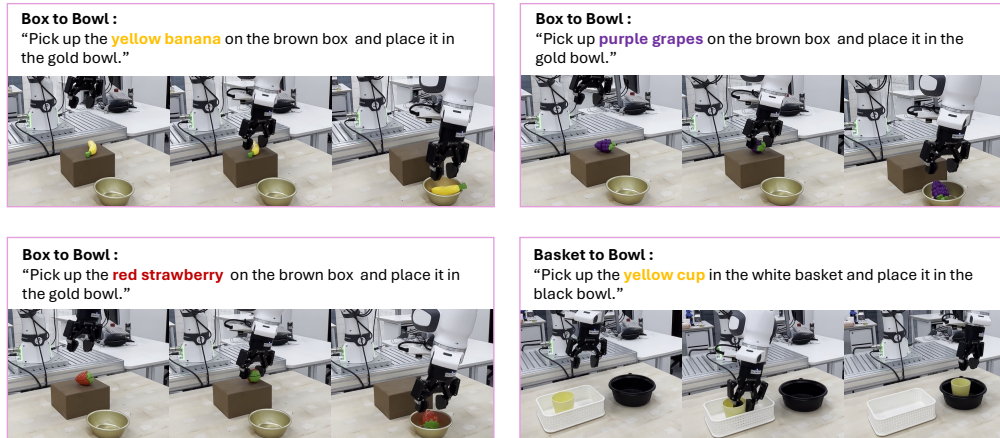 Box to Bowl :
“Pick up the yellow banana on the brown box and place it in
the gold bowl.”
Box to Bowl :
“Pick up purple grapes on the brown box and place it in the
gold bowl.”
Box to Bowl :
“Pick up the red strawberry on the brown box and place it in
the gold bowl.”
Basket to Bowl :
“Pick up the yellow cup in the white basket and place it in the
black bowl.”